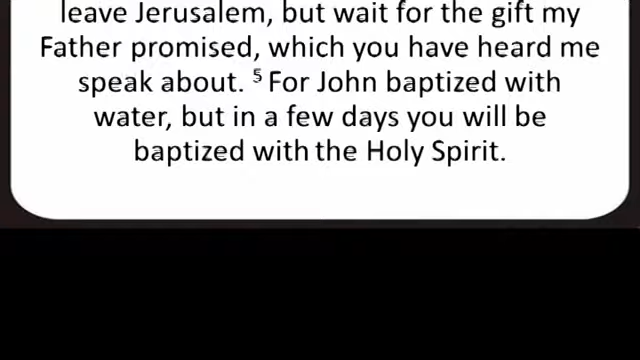 leave Jerusalem, but wait for the gift my
Father promised, which you have heard me
speak about. ⁵ For John baptized with
water, but in a few days you will be
baptized with the Holy Spirit.